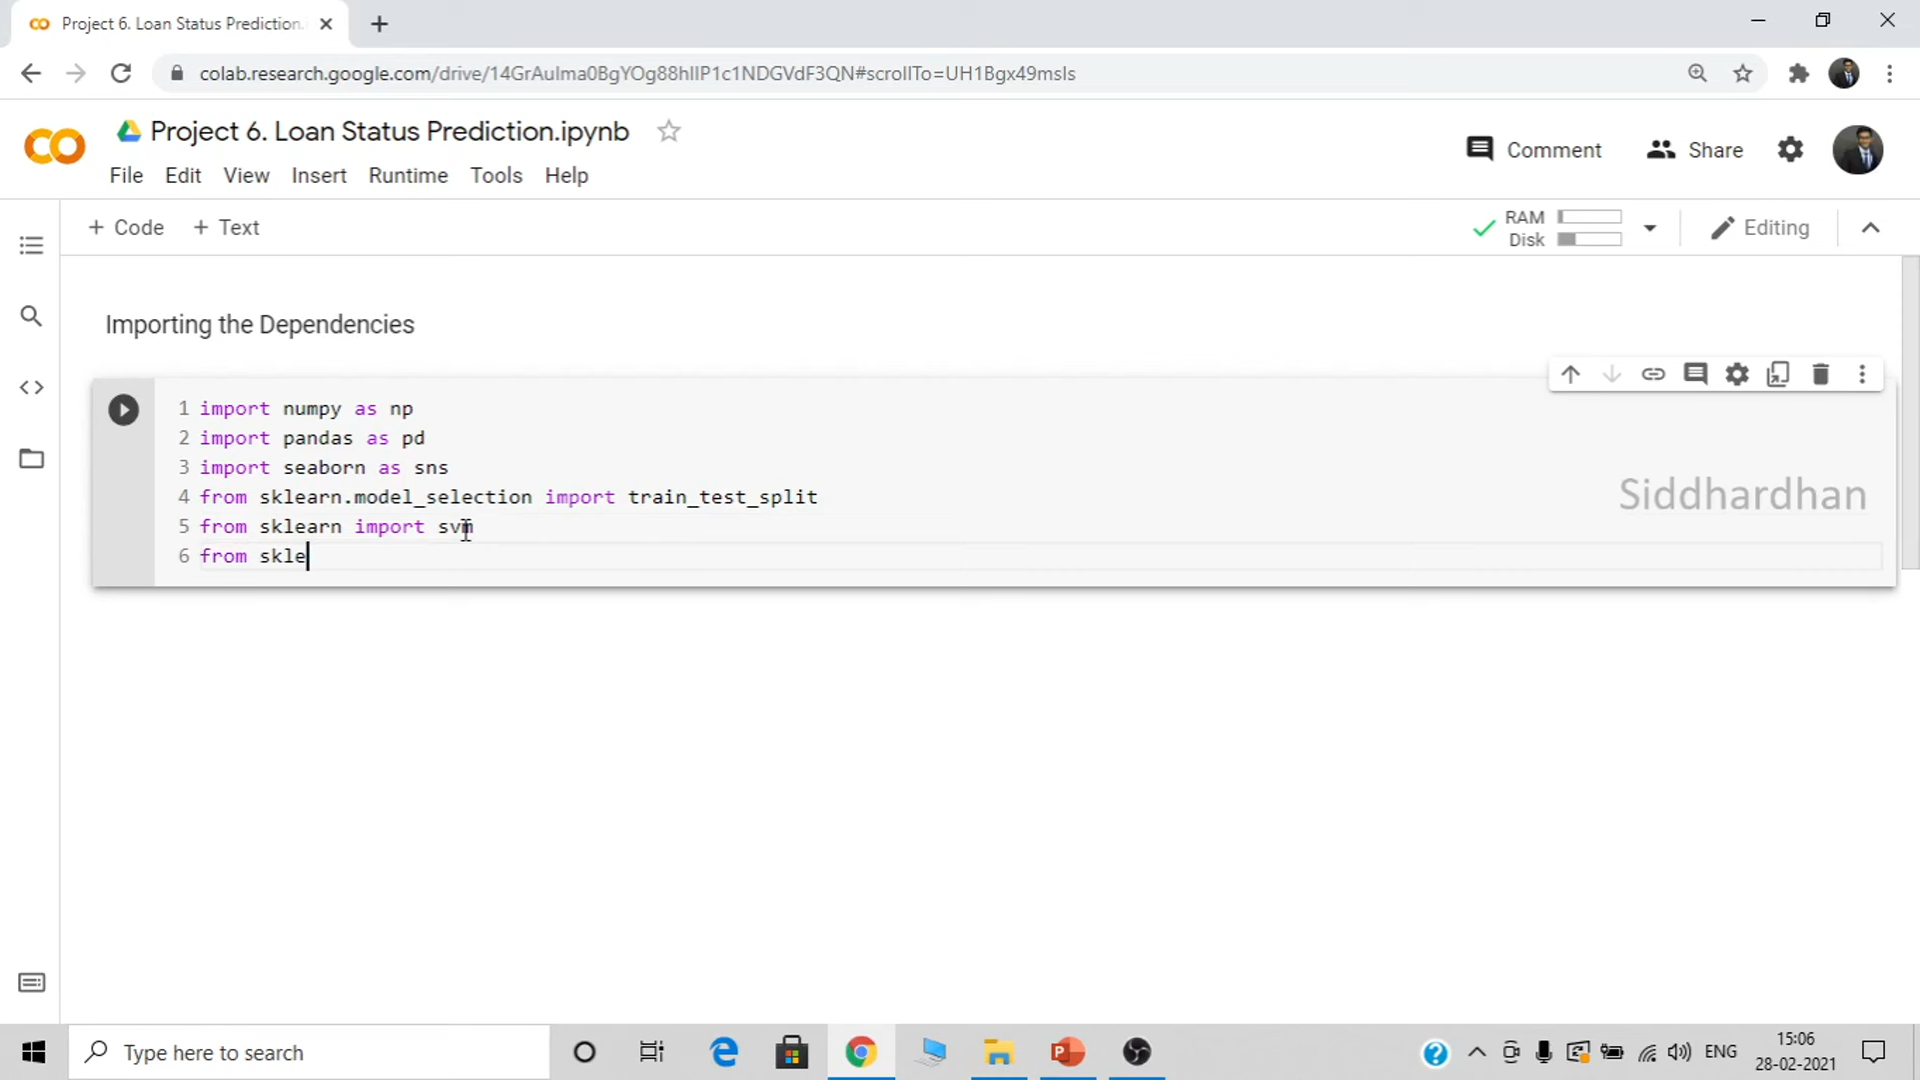 Project 6. Loan Status Prediction.
colab.research.google.com/drive/14GrAulma0BgYOg88hlIP1c1NDGVdF3QN#scrollTo=UH1Bgx49msls
CO
Project 6. Loan Status Prediction.ipynb
Comment
Share
File Edit View Insert Runtime Tools Help
+ Code + Text
RAM
Disk
Editing
Importing the Dependencies
1 import numpy as np
2 import pandas as pd
3 import seaborn as sns
4 from sklearn.model_selection import train_test_split
5 from sklearn import svm
6 from skle
Siddhardhan
Type here to search
ENG
15:06
28-02-2021